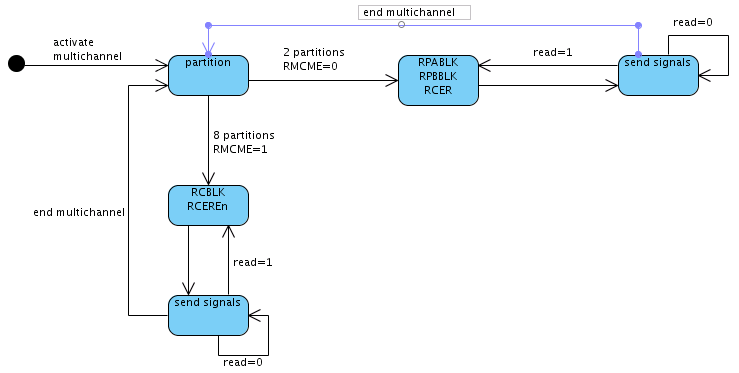 end multichannel
read=0
activate
multichannel
partition
2 partitions
RMCME=0
RPABLK
RPBBLK
RCER
read=1
send signals
8 partitions
RMCME=1
RCBLK
RCEREn
end multichannel
read=1
send signals
read=0